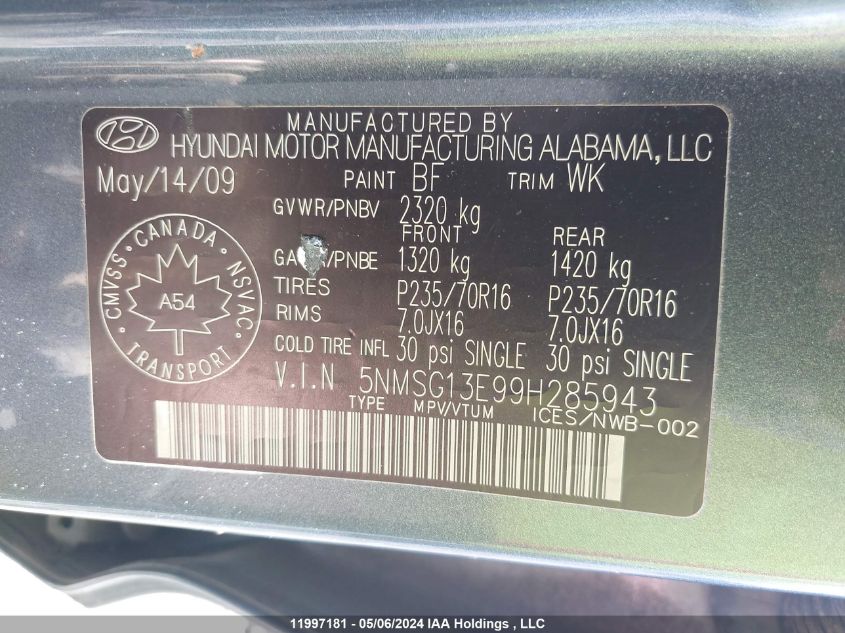 MANUFACTURED BY
HYUNDAI MOTOR MANUFACTURING ALABAMA, LLC
May/14/09 PAINT BF TRIM WK
GVWR/PNBV 2320 kg
FRONT REAR
/PNBE 1320 kg 1420 kg
TIRES P235/70R16 P235/70R16
RIMS 7.0JX16 7.0JX16
COLD TIRE INFL 30 psi SINGLE 30 psi SINGLE
V.I.N 5NMSG13E99H285943
TYPE MPV/VTUM ICES/NWB-002
CANADA
CMVSS NSVAC
A54
TRANSPORT
11997181 - 05/06/2024 IAA Holdings , LLC